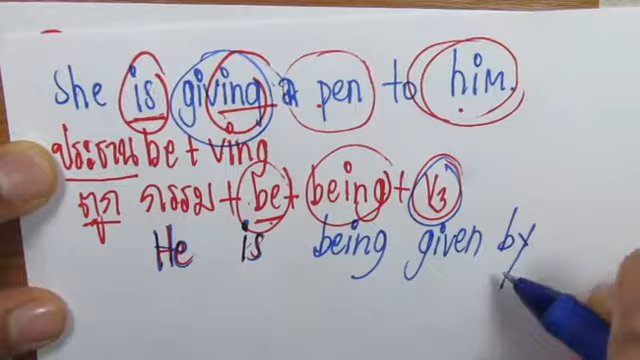 She is giving a pen to him.
ประธาน be + ving
ถูก กรรม + be + being + V3
He is being given by